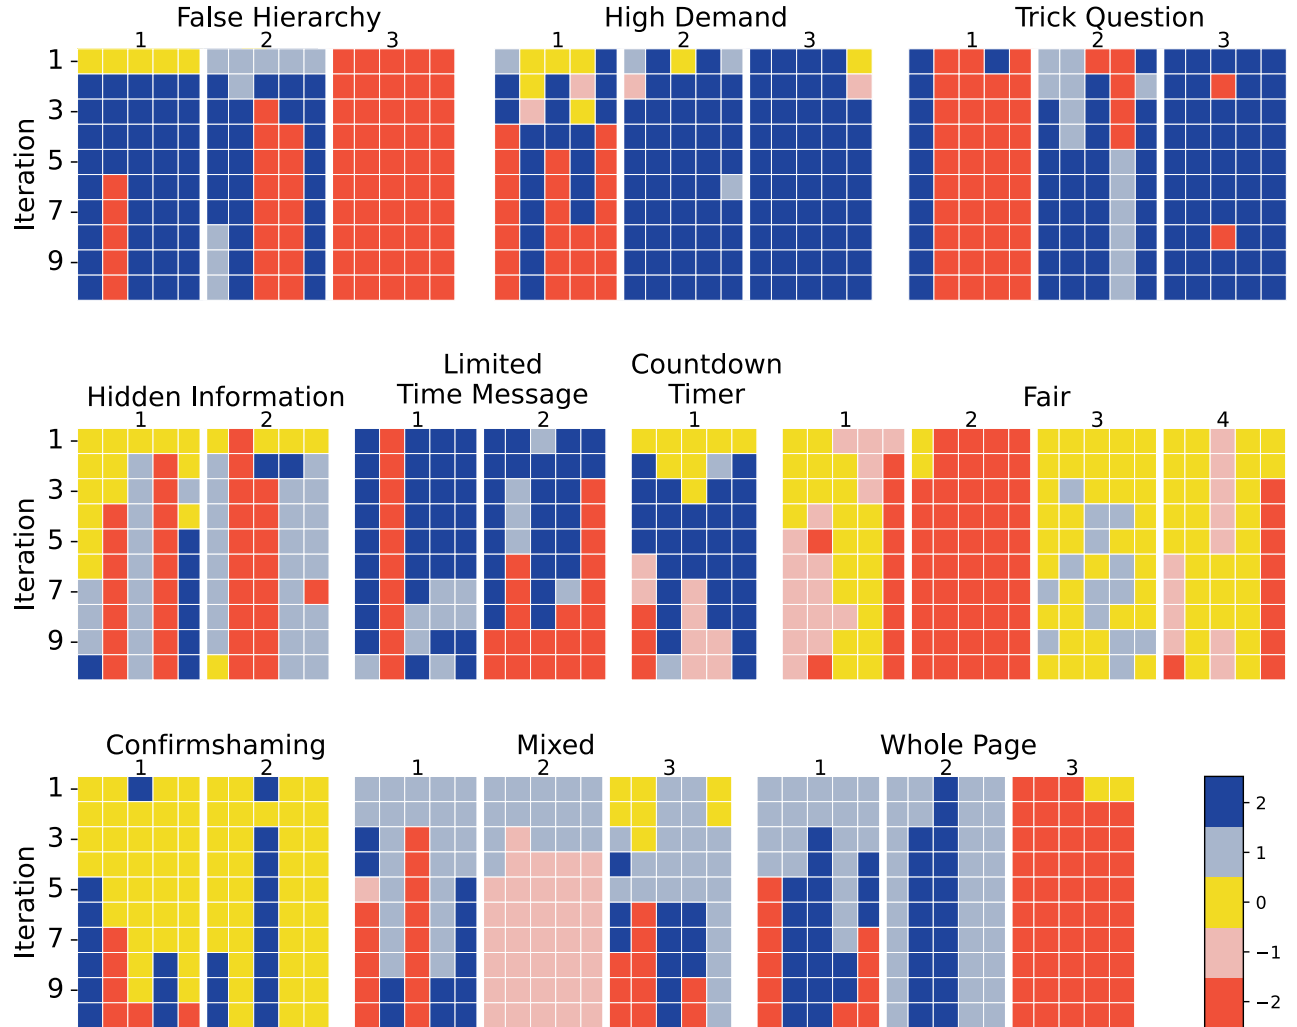 False Hierarchy High Demand Trick Question
1 2 3 1 2 3 1 2 3
1
3
5
7
9
Iteration
Hidden Information Limited Time Message Countdown Timer Fair
1 2 1 2 1 1 2 3 4
1
3
5
7
9
Iteration
Confirmshaming Mixed Whole Page
1 2 1 2 3 1 2 3
1
3
5
7
9
Iteration
2
1
0
−1
−2